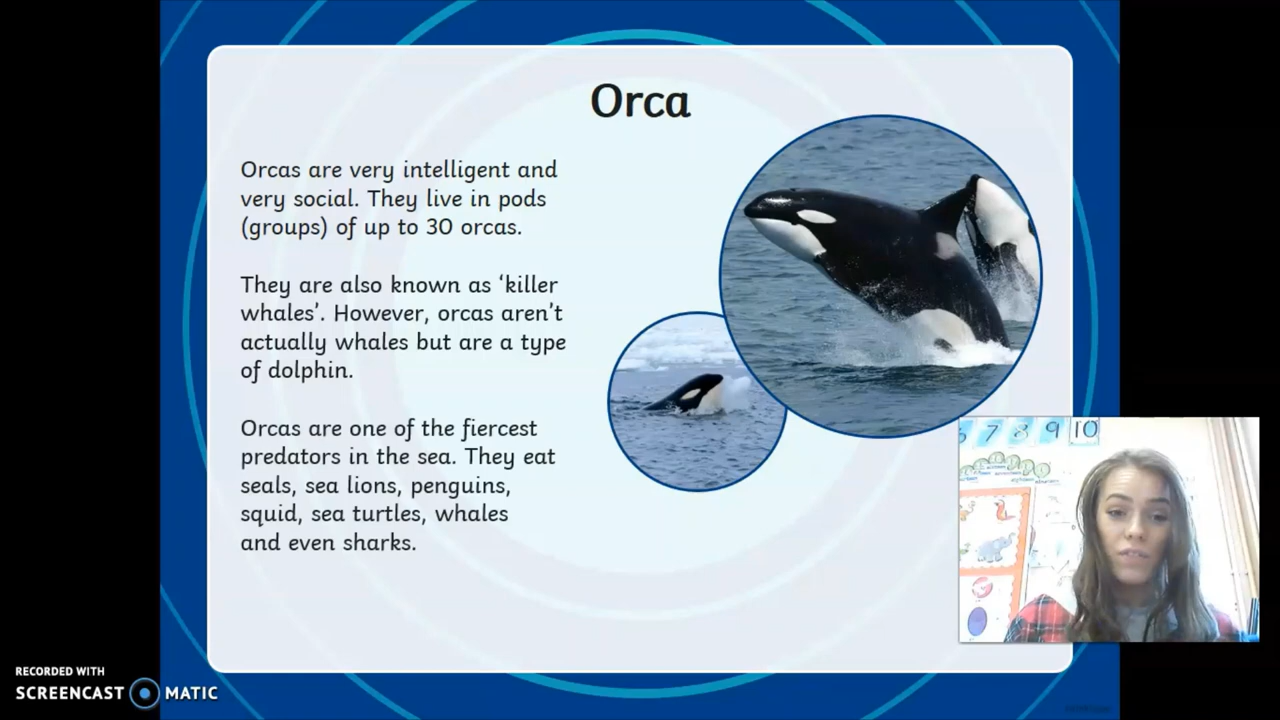 Orca
Orcas are very intelligent and
very social. They live in pods
(groups) of up to 30 orcas.
They are also known as ‘killer
whales’. However, orcas aren’t
actually whales but are a type
of dolphin.
Orcas are one of the fiercest
predators in the sea. They eat
seals, sea lions, penguins,
squid, sea turtles, whales
and even sharks.
7 8 9 10
RECORDED WITH
SCREENCAST MATIC